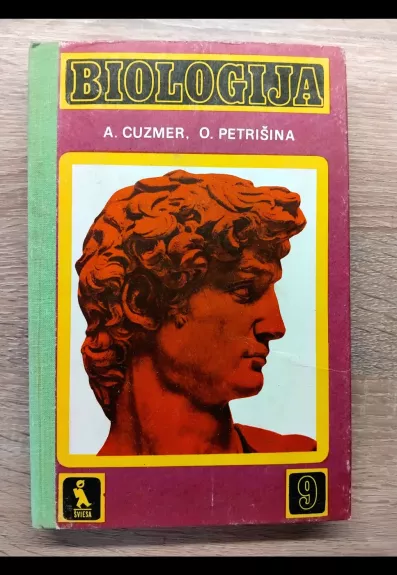 BIOLOGIJA
A. CUZMER, O. PETRIŠINA
ŠVIESA
9